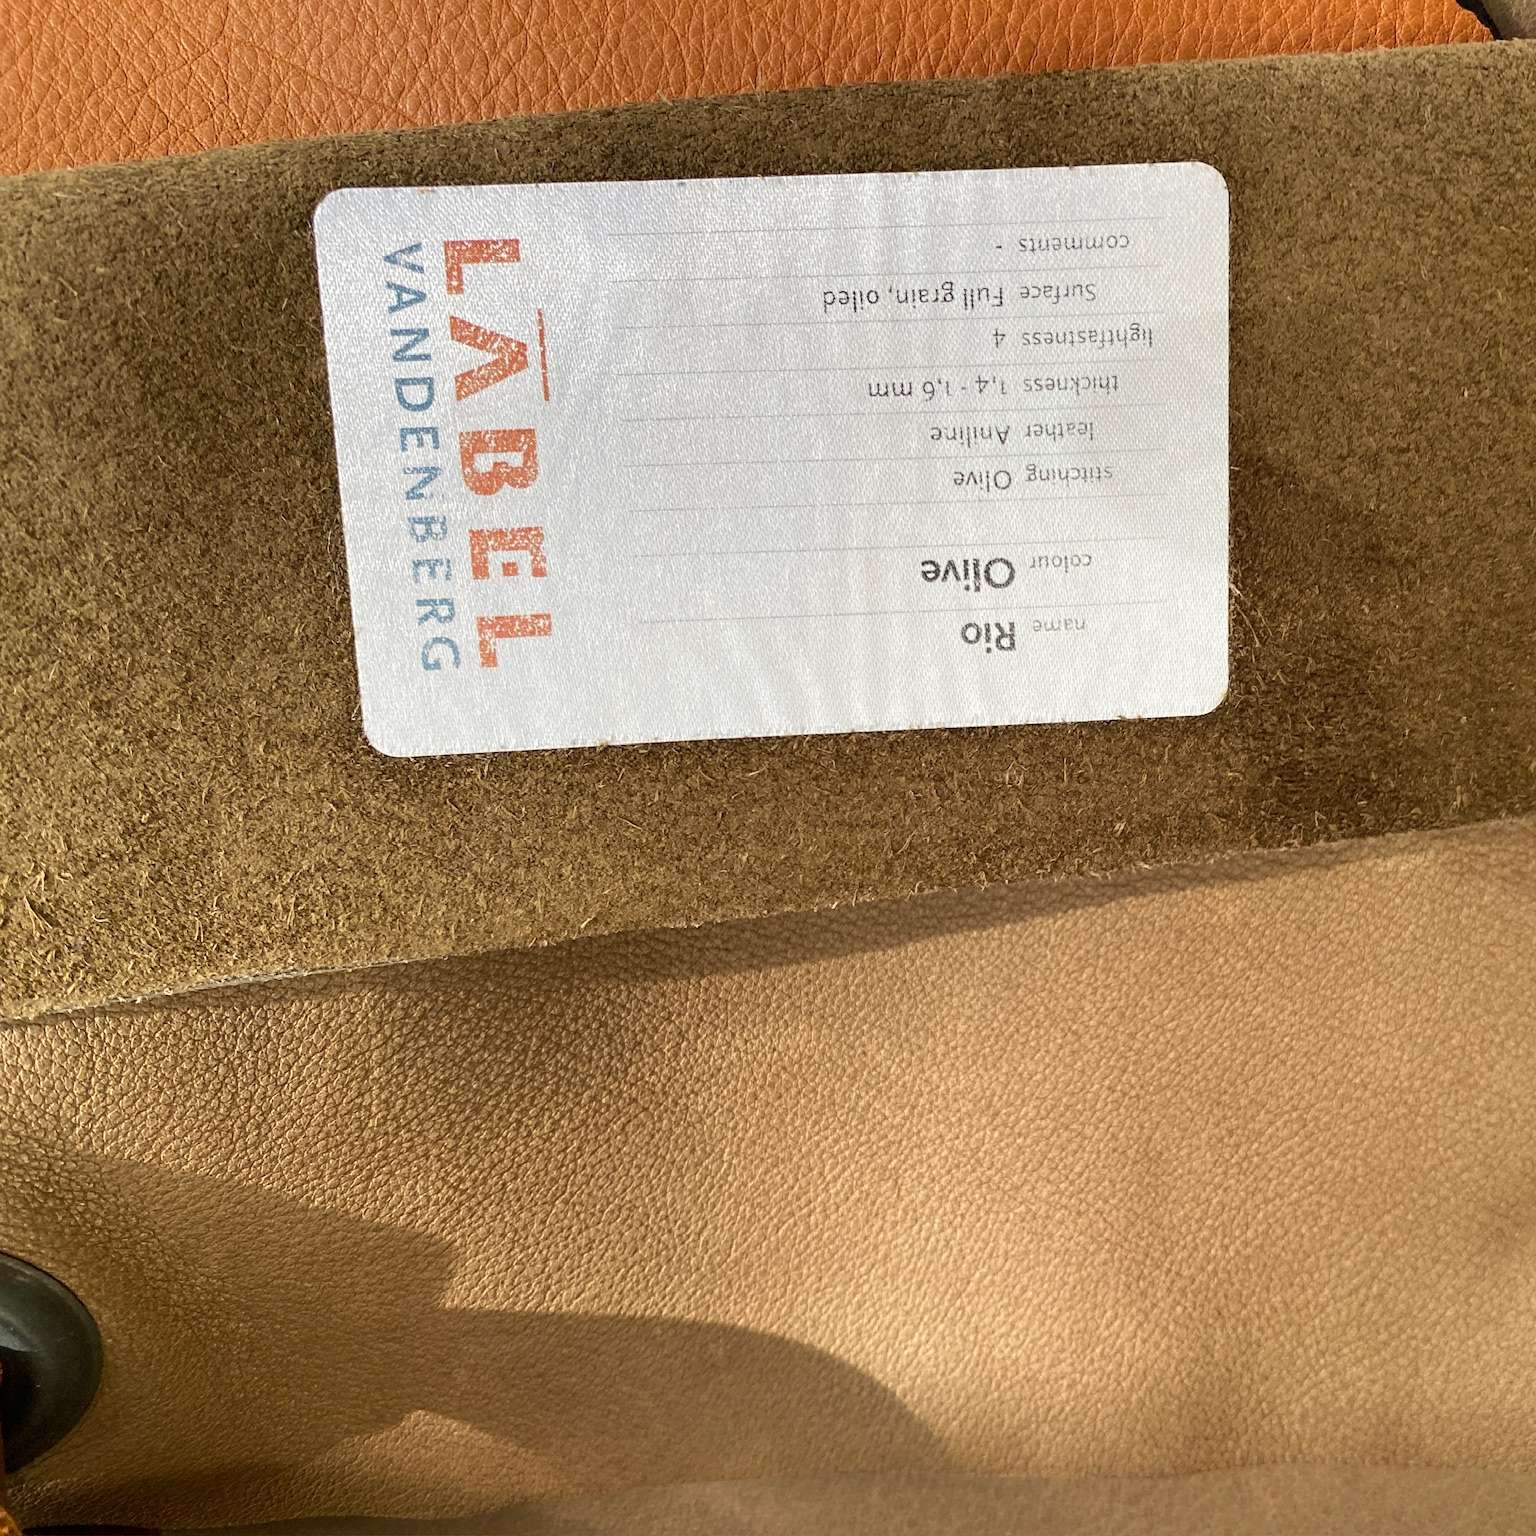 LABEL
VANDENBERG
name Rio
colour Olive
stitching Olive
leather Aniline
thickness 1,4 - 1,6 mm
lightfastness 4
Surface Full grain, oiled
comments -